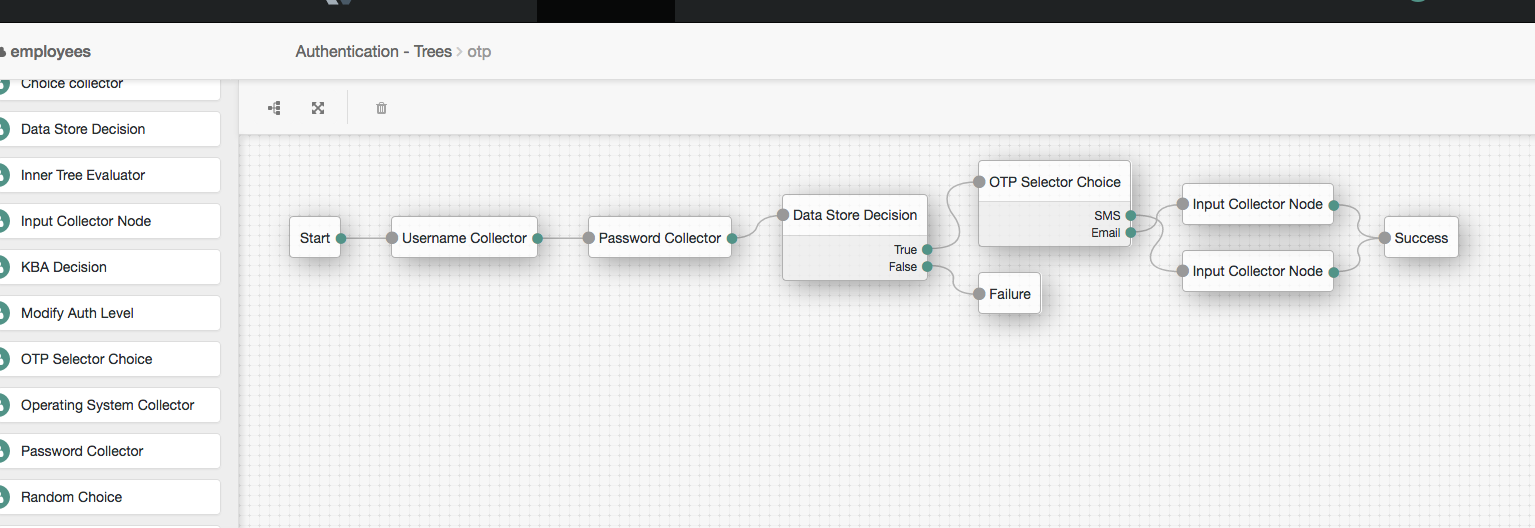 employees
Authentication - Trees > otp
Choice collector
Data Store Decision
Inner Tree Evaluator
Input Collector Node
KBA Decision
Modify Auth Level
OTP Selector Choice
Operating System Collector
Password Collector
Random Choice
Start
Username Collector
Password Collector
Data Store Decision
True
False
OTP Selector Choice
SMS
Email
Failure
Input Collector Node
Input Collector Node
Success